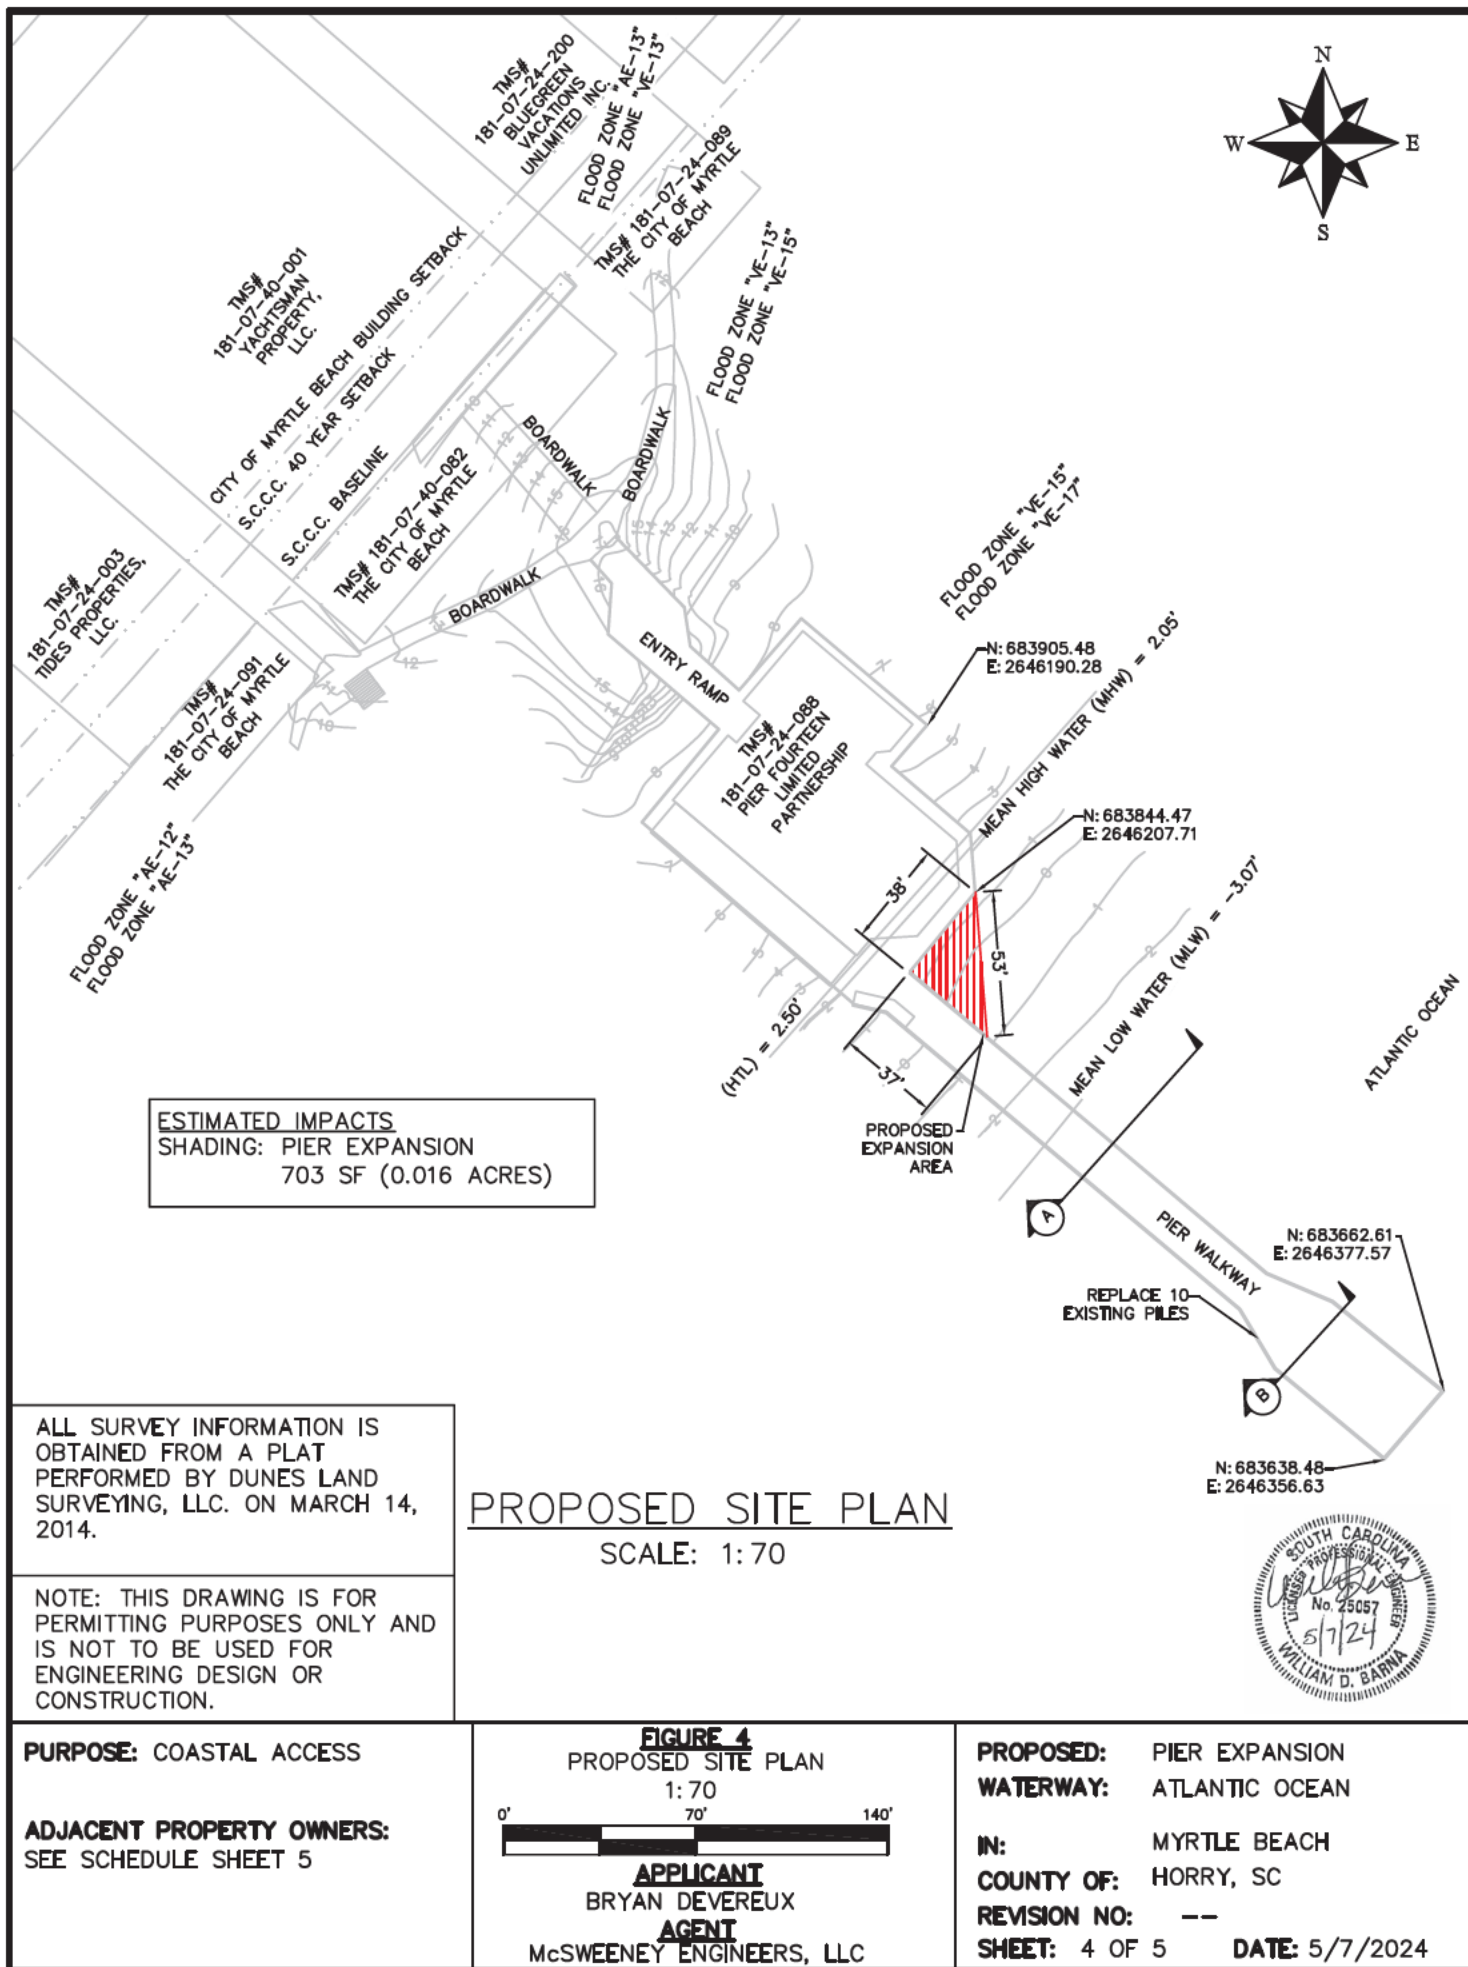 N
W
E
S
TMS#
181-07-24-200
BLUEGREEN
VACATIONS
UNLIMITED INC.
FLOOD ZONE "AE-13"
FLOOD ZONE "VE-13"
TMS# 181-07-24-089
THE CITY OF MYRTLE
BEACH
FLOOD ZONE "VE-13"
FLOOD ZONE "VE-15"
TMS#
181-07-40-001
YACHTSMAN
PROPERTY,
LLC.
CITY OF MYRTLE BEACH BUILDING SETBACK
S.C.C.C. 40 YEAR SETBACK
S.C.C.C. BASELINE
TMS# 181-07-40-082
THE CITY OF MYRTLE
BEACH
BOARDWALK
BOARDWALK
BOARDWALK
TMS#
181-07-24-003
TIDES PROPERTIES,
LLC.
TMS#
181-07-24-091
THE CITY OF MYRTLE
BEACH
FLOOD ZONE "AE-12"
FLOOD ZONE "AE-13"
ENTRY RAMP
FLOOD ZONE "VE-15"
FLOOD ZONE "VE-17"
N: 683905.48
E: 2646190.28
TMS#
181-07-24-088
PIER FOURTEEN
LIMITED
PARTNERSHIP
MEAN HIGH WATER (MHW) = 2.05'
N: 683844.47
E: 2646207.71
38'
53'
37'
(HTL) = 2.50'
MEAN LOW WATER (MLW) = -3.07'
ATLANTIC OCEAN
PROPOSED
EXPANSION
AREA
ESTIMATED IMPACTS
SHADING: PIER EXPANSION
703 SF (0.016 ACRES)
A
PIER WALKWAY
N: 683662.61
E: 2646377.57
REPLACE 10
EXISTING PILES
B
N: 683638.48
E: 2646356.63
ALL SURVEY INFORMATION IS
OBTAINED FROM A PLAT
PERFORMED BY DUNES LAND
SURVEYING, LLC. ON MARCH 14,
2014.
PROPOSED SITE PLAN
SCALE: 1:70
NOTE: THIS DRAWING IS FOR
PERMITTING PURPOSES ONLY AND
IS NOT TO BE USED FOR
ENGINEERING DESIGN OR
CONSTRUCTION.
SOUTH CAROLINA
LICENSED PROFESSIONAL ENGINEER
No. 25057
5/7/24
WILLIAM D. BARNA
PURPOSE: COASTAL ACCESS
ADJACENT PROPERTY OWNERS:
SEE SCHEDULE SHEET 5
FIGURE 4
PROPOSED SITE PLAN
1:70
0' 70' 140'
APPLICANT
BRYAN DEVEREUX
AGENT
McSWEENEY ENGINEERS, LLC
PROPOSED: PIER EXPANSION
WATERWAY: ATLANTIC OCEAN
IN: MYRTLE BEACH
COUNTY OF: HORRY, SC
REVISION NO: --
SHEET: 4 OF 5 DATE: 5/7/2024